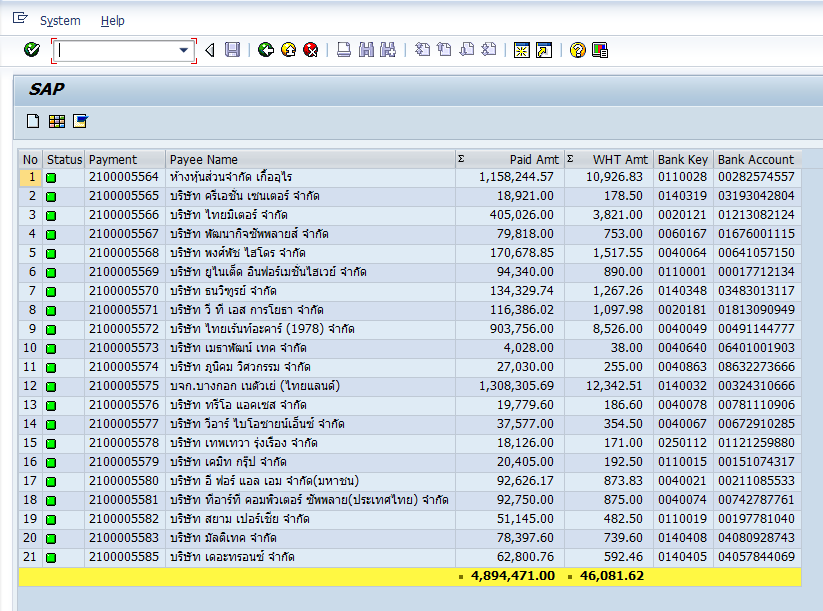 System Help
SAP
No Status Payment Payee Name Σ Paid Amt Σ WHT Amt Bank Key Bank Account
1 2100005564 ห้างหุ้นส่วนจำกัด เกื้ออุไร 1,158,244.57 10,926.83 0110028 00282574557
2 2100005565 บริษัท ครีเอชั่น เซนเตอร์ จำกัด 18,921.00 178.50 0140319 03193042804
3 2100005566 บริษัท ไทยมิเตอร์ จำกัด 405,026.00 3,821.00 0020121 01213082124
4 2100005567 บริษัท พัฒนากิจซัพพลายส์ จำกัด 79,818.00 753.00 0060167 01676001115
5 2100005568 บริษัท พงศ์พัช ไฮโดร จำกัด 170,678.85 1,517.55 0040064 00641057150
6 2100005569 บริษัท ยูไนเต็ด อินฟอร์เมชั่นไฮเวย์ จำกัด 94,340.00 890.00 0110001 00017712134
7 2100005570 บริษัท ธนวิฑูรย์ จำกัด 134,329.74 1,267.26 0140348 03483013117
8 2100005571 บริษัท วี ที เอส การโยธา จำกัด 116,386.02 1,097.98 0020181 01813090949
9 2100005572 บริษัท ไทยเร้นท์อะคาร์ (1978) จำกัด 903,756.00 8,526.00 0040049 00491144777
10 2100005573 บริษัท เมธาพัฒน์ เทค จำกัด 4,028.00 38.00 0040640 06401001903
11 2100005574 บริษัท ภูนิคม วิศวกรรม จำกัด 27,030.00 255.00 0040863 08632273666
12 2100005575 บจก.บางกอก เนตัวเย่ (ไทยแลนด์) 1,308,305.69 12,342.51 0140032 00324310666
13 2100005576 บริษัท ทรีโอ แอคเซส จำกัด 19,779.60 186.60 0040078 00781110906
14 2100005577 บริษัท วีอาร์ ไบโอซายน์เอ็นซ์ จำกัด 37,577.00 354.50 0040067 00672910285
15 2100005578 บริษัท เทพเทวา รุ่งเรือง จำกัด 18,126.00 171.00 0250112 01121259880
16 2100005579 บริษัท เคมิท กรุ๊ป จำกัด 20,405.00 192.50 0110015 00151074317
17 2100005580 บริษัท อี ฟอร์ แอล เอม จำกัด(มหาชน) 92,626.17 873.83 0040021 00211085533
18 2100005581 บริษัท ทีอาร์ที คอมพิวเตอร์ ซัพพลาย(ประเทศไทย) จำกัด 92,750.00 875.00 0040074 00742787761
19 2100005582 บริษัท สยาม เปอร์เชีย จำกัด 51,145.00 482.50 0110019 00197781040
20 2100005583 บริษัท มัลติเทค จำกัด 78,397.60 739.60 0140408 04080928743
21 2100005585 บริษัท เดอะทรอนซ์ จำกัด 62,800.76 592.46 0140405 04057844069
4,894,471.00 46,081.62